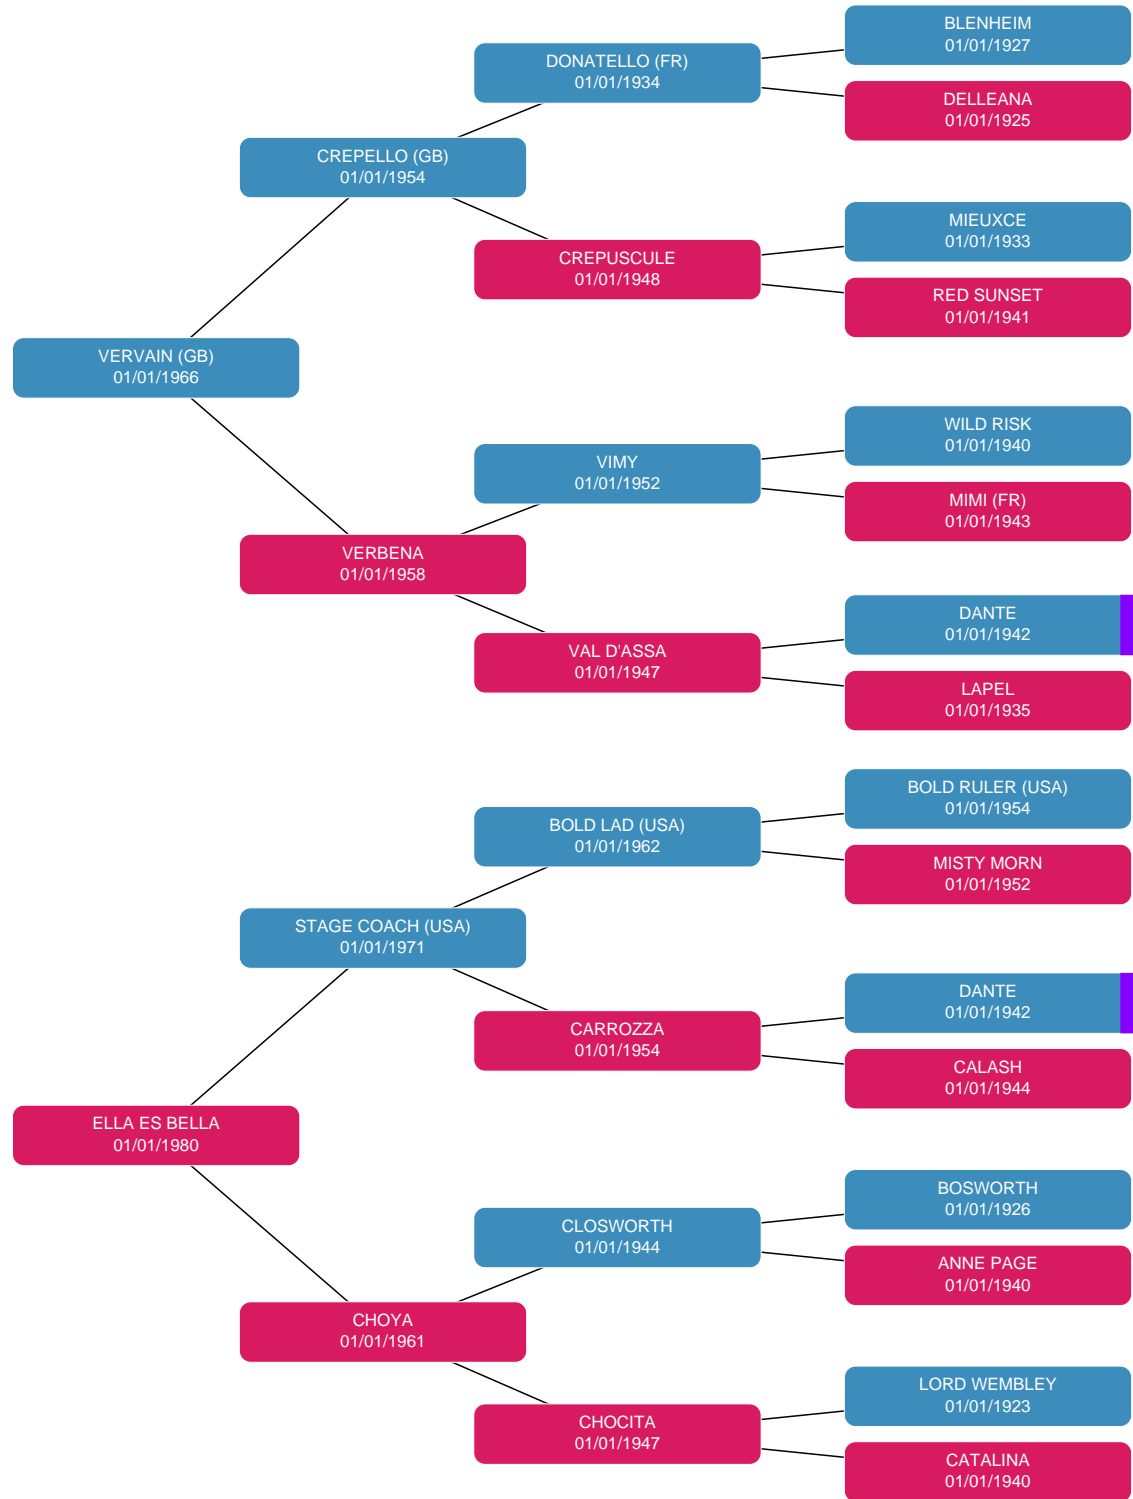 BLENHEIM
01/01/1927
DONATELLO (FR)
01/01/1934
DELLEANA
01/01/1925
CREPELLO (GB)
01/01/1954
MIEUXCE
01/01/1933
CREPUSCULE
01/01/1948
RED SUNSET
01/01/1941
VERVAIN (GB)
01/01/1966
WILD RISK
01/01/1940
VIMY
01/01/1952
MIMI (FR)
01/01/1943
VERBENA
01/01/1958
DANTE
01/01/1942
VAL D'ASSA
01/01/1947
LAPEL
01/01/1935
BOLD RULER (USA)
01/01/1954
BOLD LAD (USA)
01/01/1962
MISTY MORN
01/01/1952
STAGE COACH (USA)
01/01/1971
DANTE
01/01/1942
CARROZZA
01/01/1954
CALASH
01/01/1944
ELLA ES BELLA
01/01/1980
BOSWORTH
01/01/1926
CLOSWORTH
01/01/1944
ANNE PAGE
01/01/1940
CHOYA
01/01/1961
LORD WEMBLEY
01/01/1923
CHOCITA
01/01/1947
CATALINA
01/01/1940